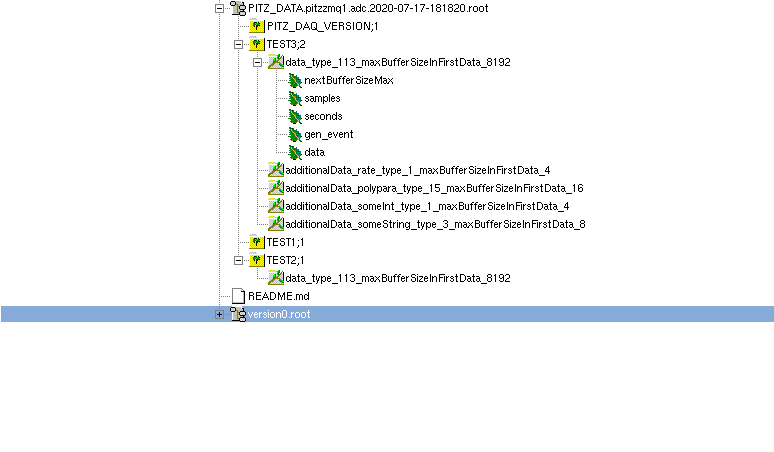 PITZ_DATA.pitzzmq1.adc.2020-07-17-181820.root
PITZ_DAQ_VERSION;1
TEST3;2
data_type_113_maxBufferSizeInFirstData_8192
nextBufferSizeMax
samples
seconds
gen_event
data
additionalData_rate_type_1_maxBufferSizeInFirstData_4
additionalData_polypara_type_15_maxBufferSizeInFirstData_16
additionalData_someInt_type_1_maxBufferSizeInFirstData_4
additionalData_someString_type_3_maxBufferSizeInFirstData_8
TEST1;1
TEST2;1
data_type_113_maxBufferSizeInFirstData_8192
README.md
version0.root